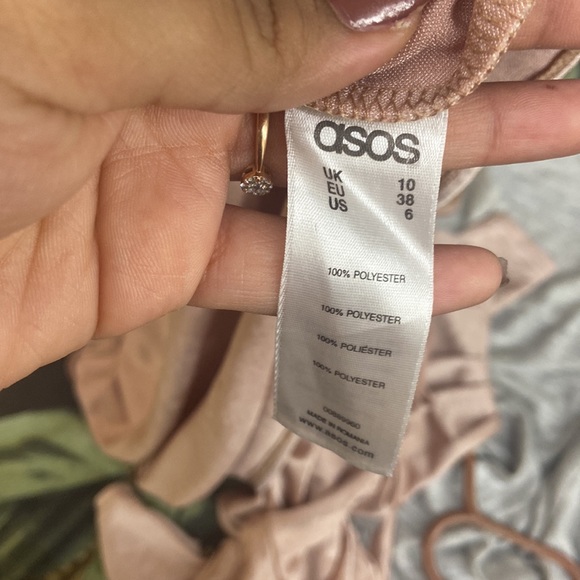 asos
UK 10
EU 38
US 6
100% POLYESTER
100% POLYESTER
100% POLIÉSTER
100% POLYESTER
MADE IN ROMANIA
www.asos.com